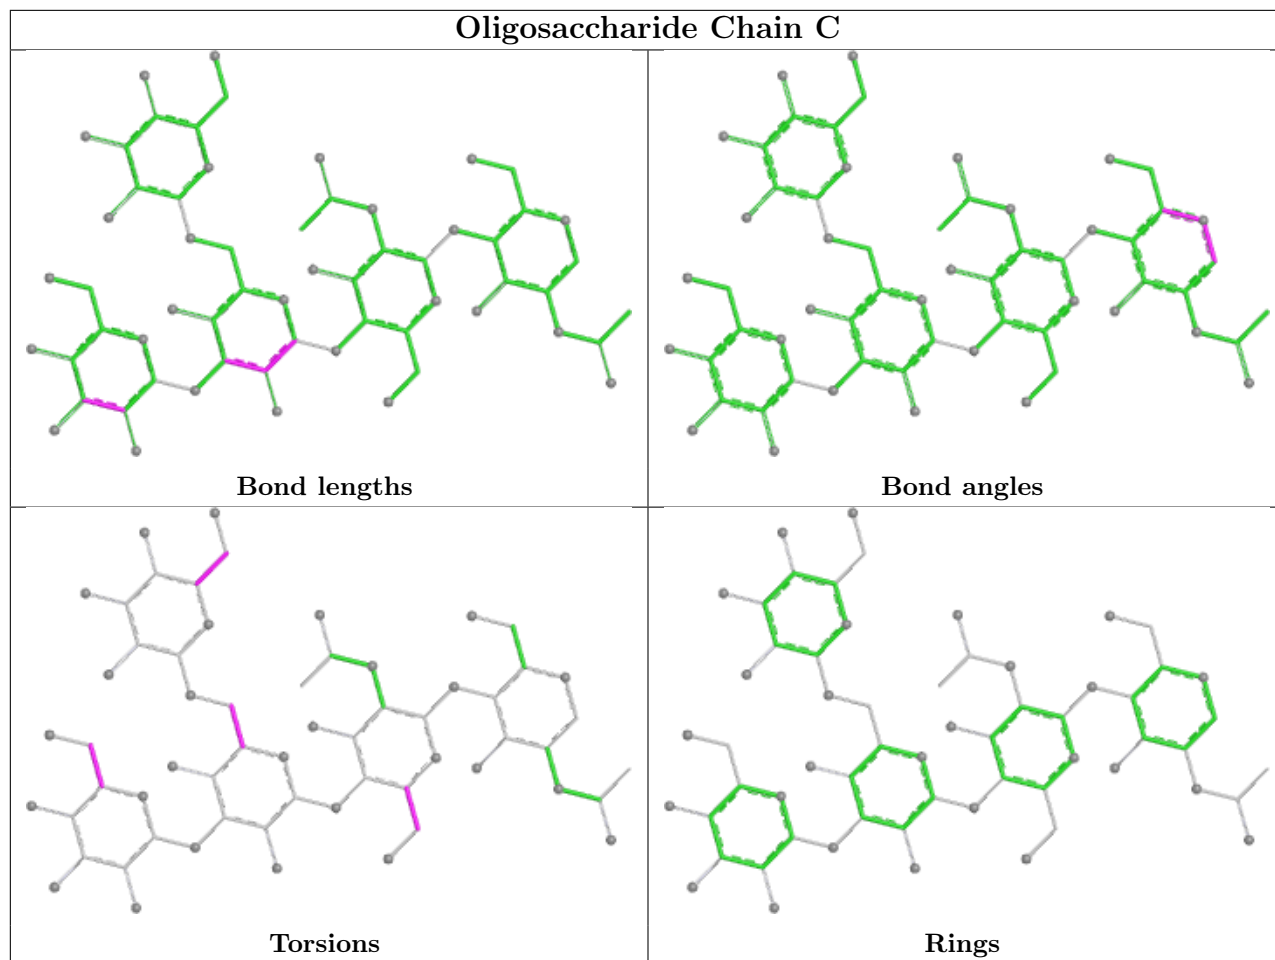 Oligosaccharide Chain C
Bond lengths
Bond angles
Torsions
Rings